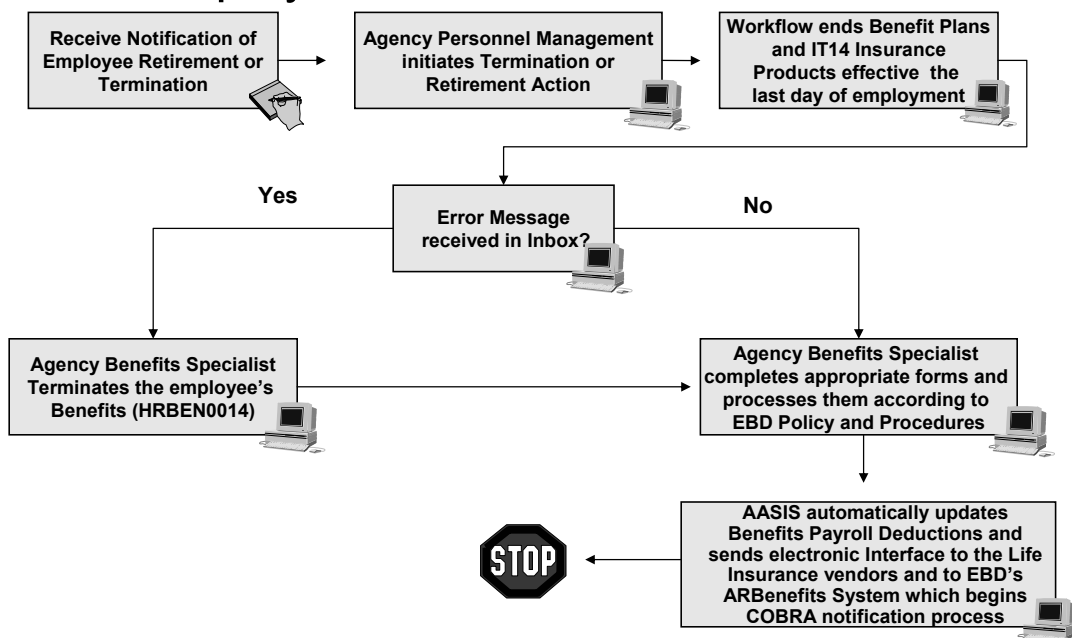 Receive Notification of
Employee Retirement or
Termination
Agency Personnel Management
initiates Termination or
Retirement Action
Workflow ends Benefit Plans
and IT14 Insurance
Products effective the
last day of employment
Yes
Error Message
received in Inbox?
No
Agency Benefits Specialist
Terminates the employee's
Benefits (HRBEN0014)
Agency Benefits Specialist
completes appropriate forms and
processes them according to
EBD Policy and Procedures
AASIS automatically updates
Benefits Payroll Deductions and
sends electronic Interface to the Life
Insurance vendors and to EBD's
ARBenefits System which begins
COBRA notification process
STOP